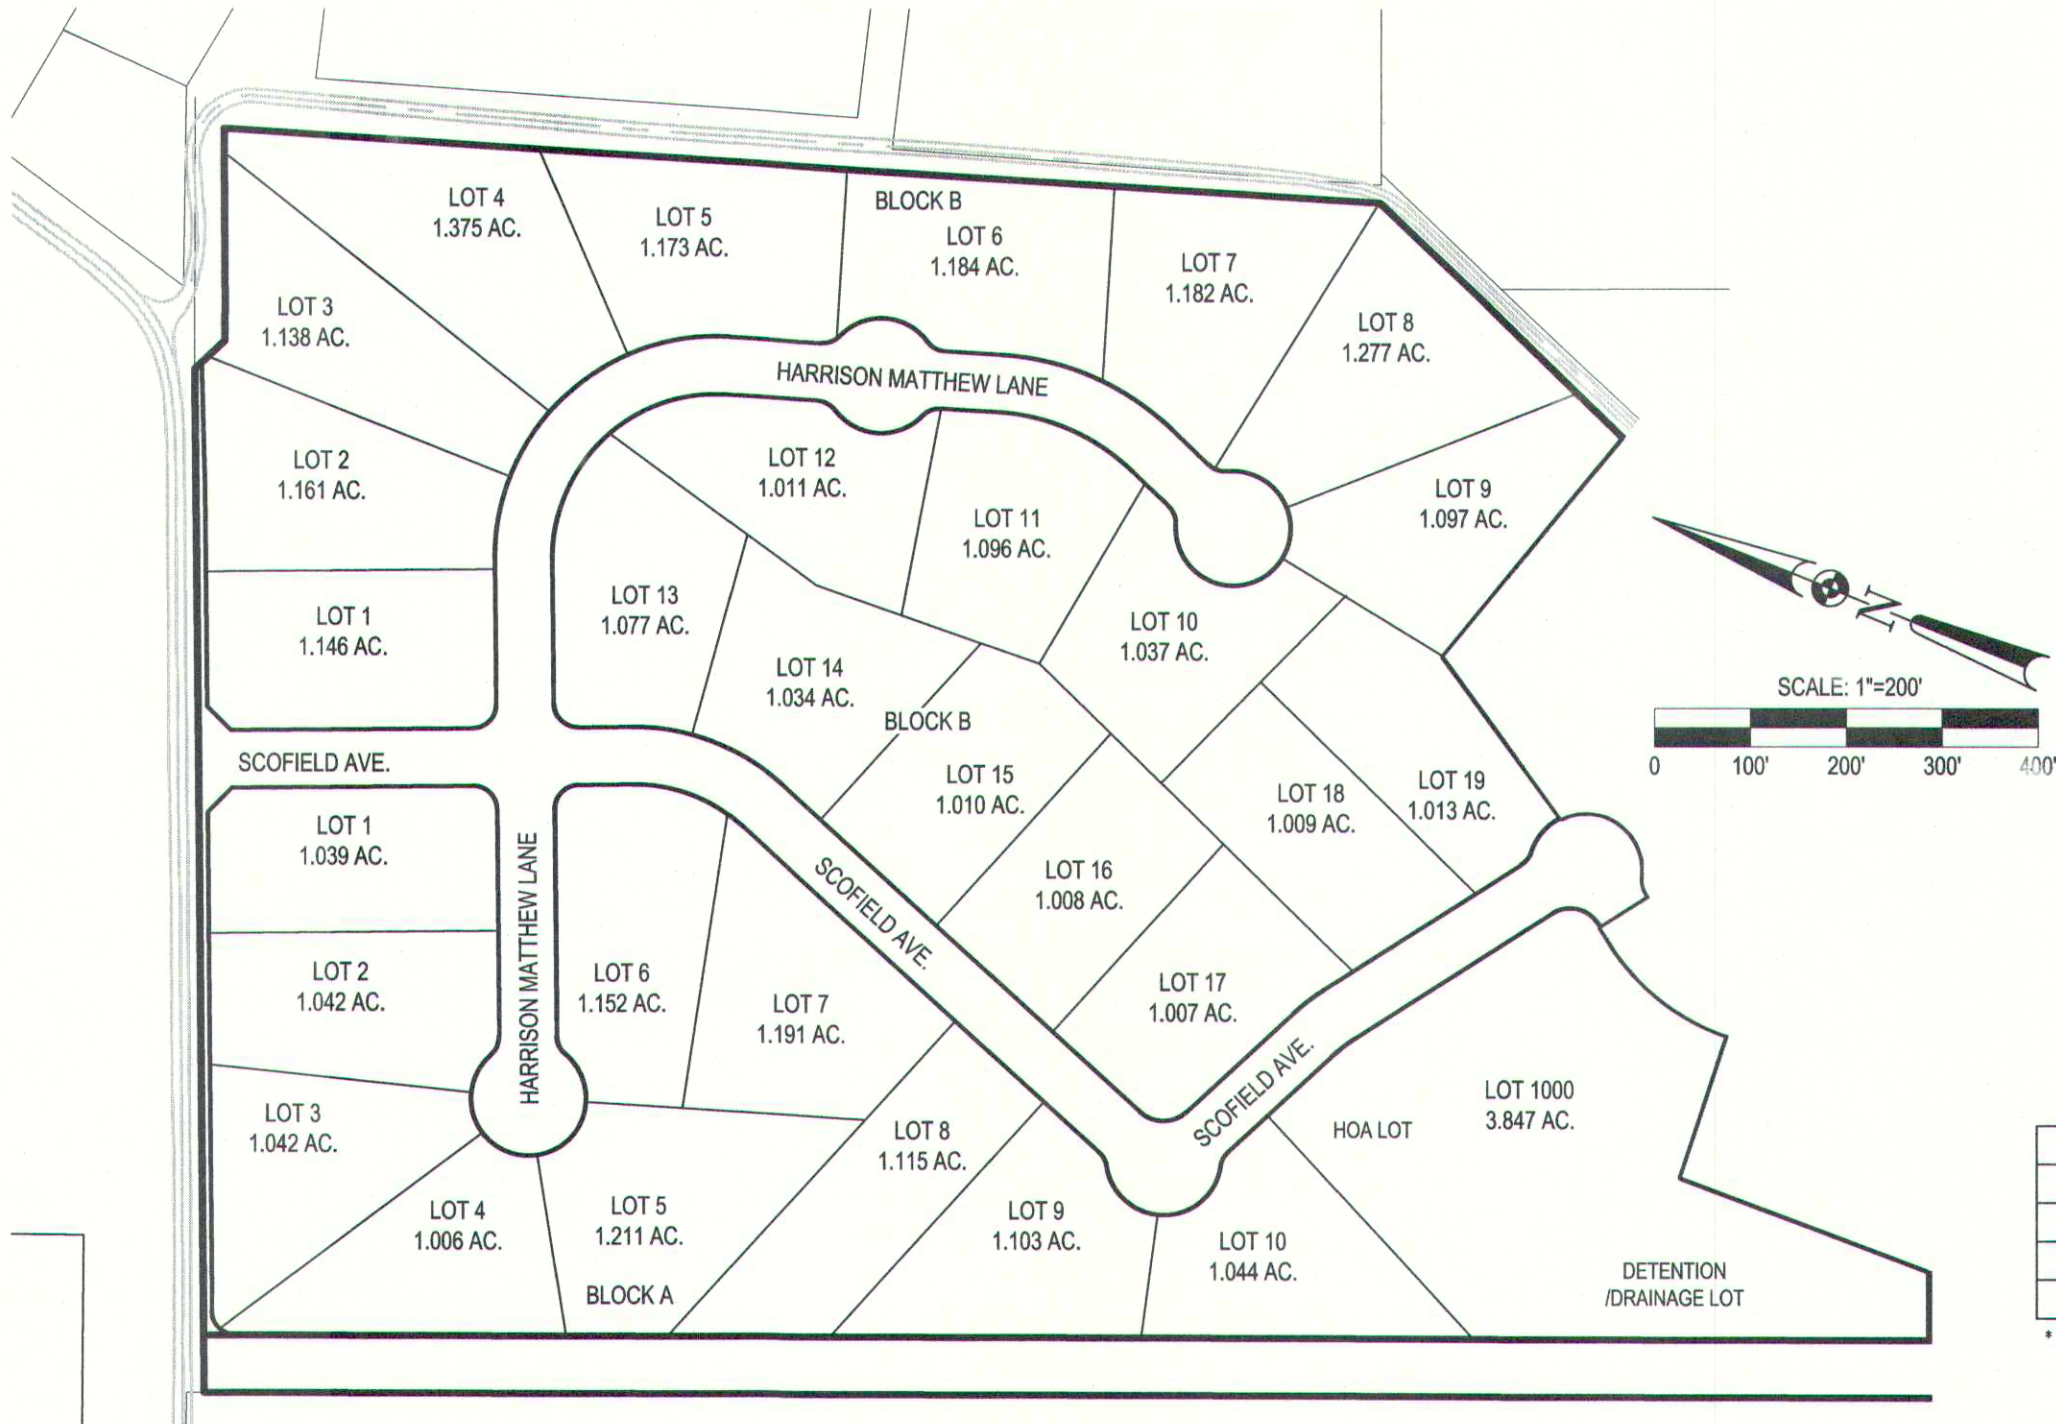 LOT 4
1.375 AC.
LOT 5
1.173 AC.
BLOCK B
LOT 6
1.184 AC.
LOT 7
1.182 AC.
LOT 8
1.277 AC.
LOT 3
1.138 AC.
HARRISON MATTHEW LANE
LOT 2
1.161 AC.
LOT 12
1.011 AC.
LOT 11
1.096 AC.
LOT 9
1.097 AC.
LOT 1
1.146 AC.
LOT 13
1.077 AC.
LOT 14
1.034 AC.
LOT 10
1.037 AC.
N
SCALE: 1"=200'
0 100' 200' 300' 400'
BLOCK B
SCOFIELD AVE.
LOT 15
1.010 AC.
LOT 18
1.009 AC.
LOT 19
1.013 AC.
LOT 1
1.039 AC.
HARRISON MATTHEW LANE
SCOFIELD AVE.
LOT 16
1.008 AC.
LOT 2
1.042 AC.
LOT 6
1.152 AC.
LOT 7
1.191 AC.
LOT 17
1.007 AC.
SCOFIELD AVE.
LOT 3
1.042 AC.
LOT 8
1.115 AC.
HOA LOT
LOT 1000
3.847 AC.
LOT 4
1.006 AC.
LOT 5
1.211 AC.
LOT 9
1.103 AC.
LOT 10
1.044 AC.
BLOCK A
DETENTION
/DRAINAGE LOT
*